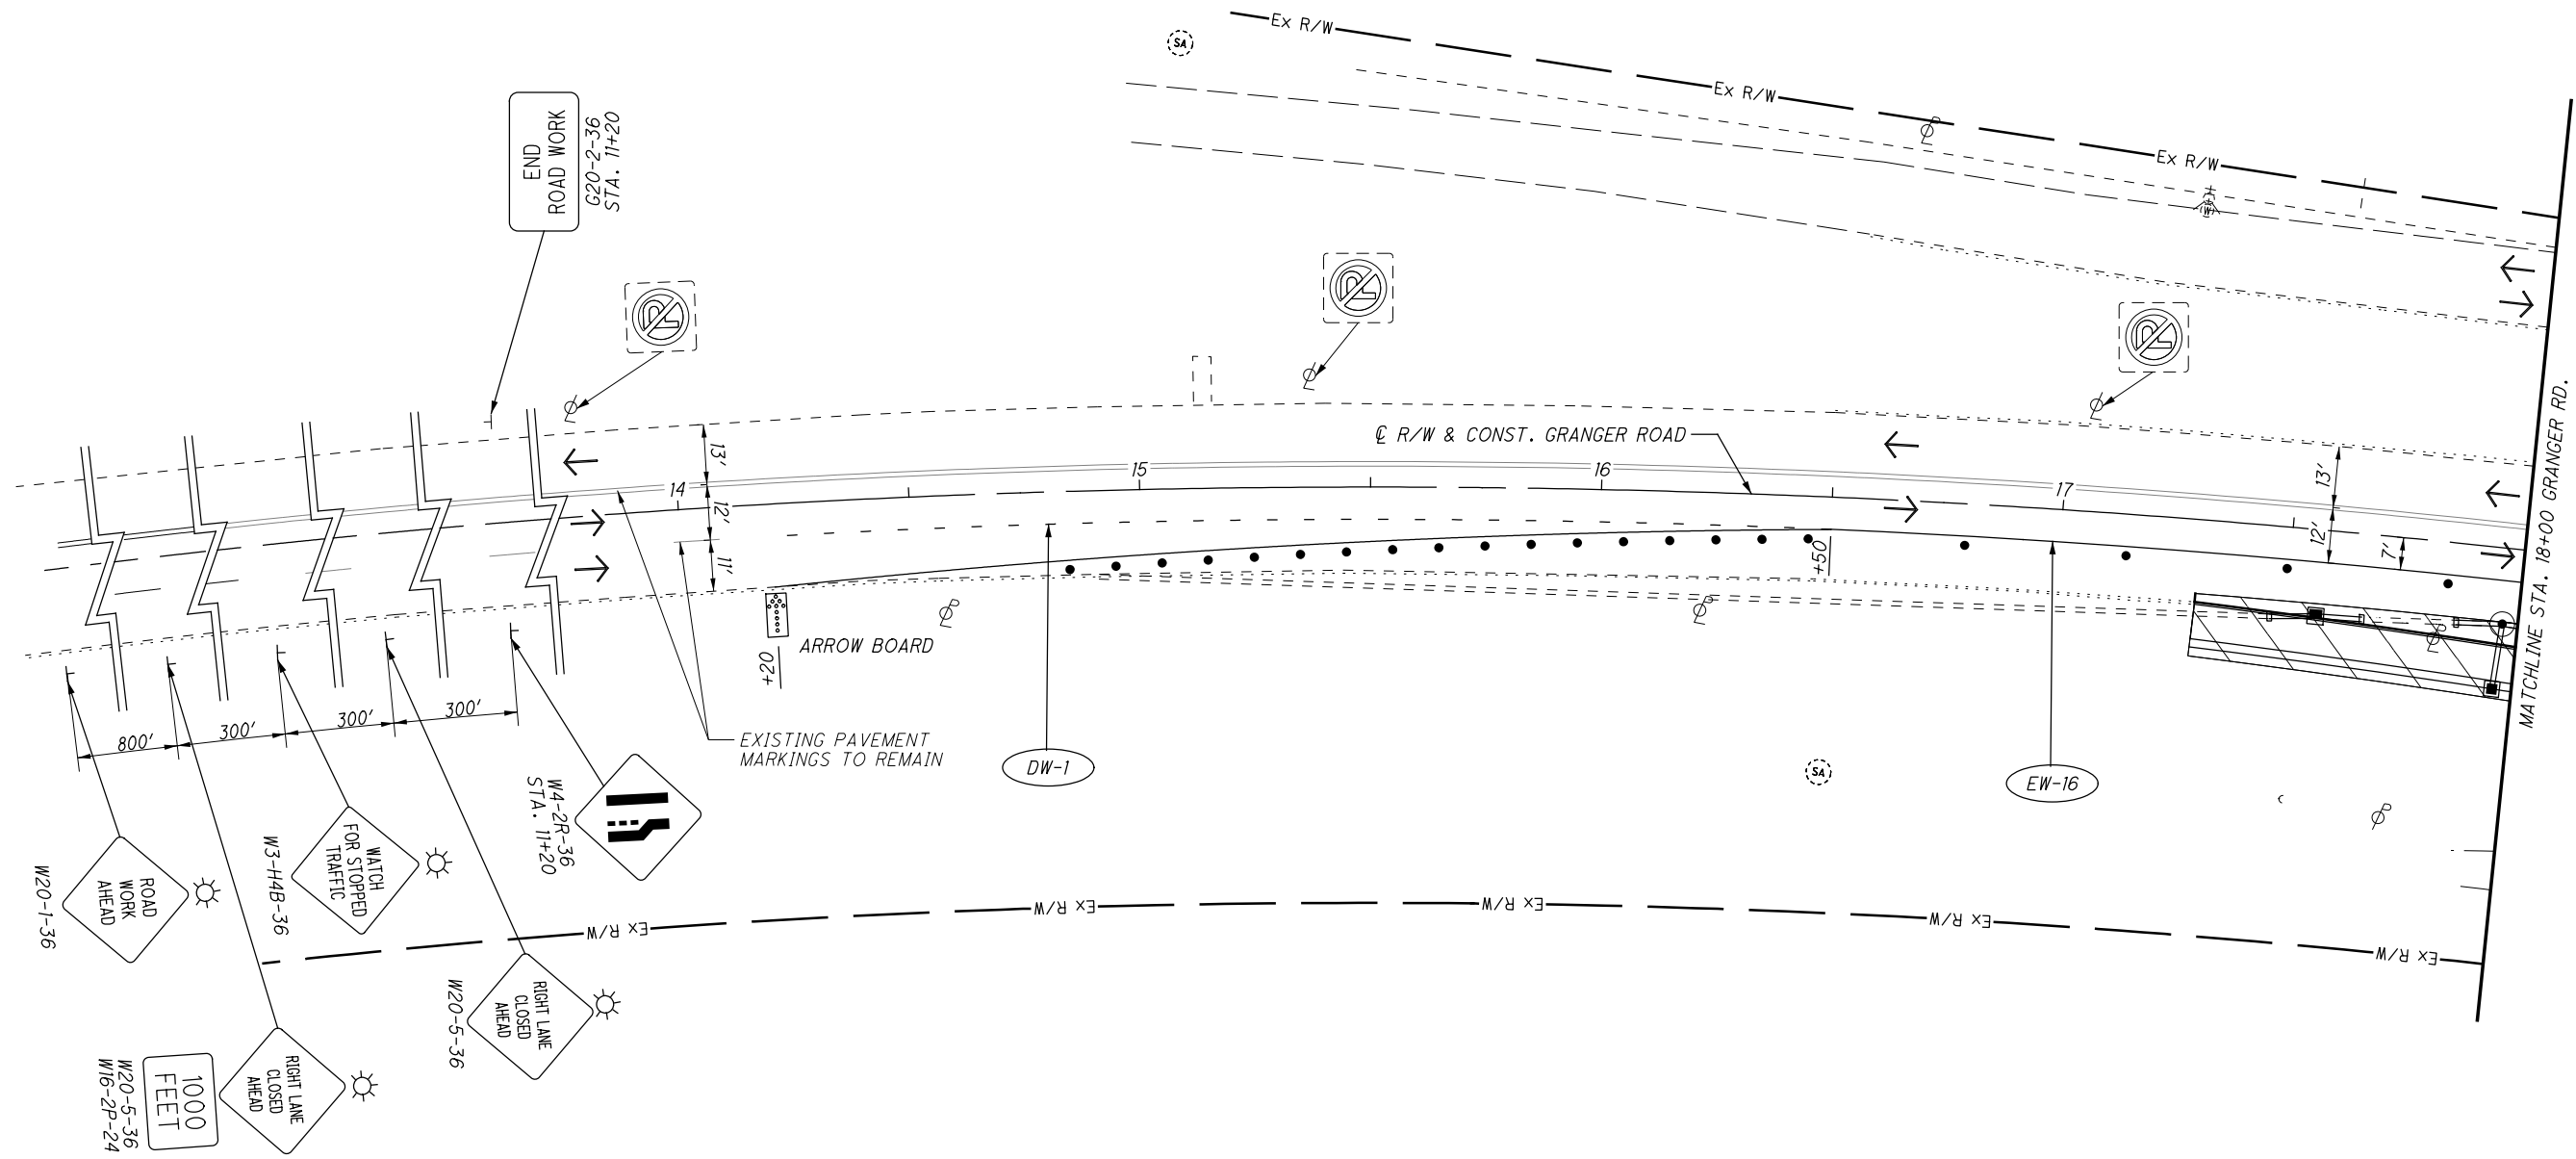 Ex R/W
Ex R/W
Ex R/W
SA
END
ROAD WORK
G20-2-36
STA. 11+20
P
P
P
℄ R/W & CONST. GRANGER ROAD
14
15
16
17
13'
12'
11'
13'
12'
7'
+20
ARROW BOARD
+50
(W)
EXISTING PAVEMENT
MARKINGS TO REMAIN
DW-1
EW-16
SA
MATCHLINE STA. 18+00 GRANGER RD.
800'
300'
300'
300'
W4-2R-36
STA. 11+20
ROAD
WORK
AHEAD
W20-1-36
WATCH
FOR STOPPED
TRAFFIC
W3-H4B-36
RIGHT LANE
CLOSED
AHEAD
W20-5-36
RIGHT LANE
CLOSED
AHEAD
1000
FEET
W20-5-36
W16-2P-24
Ex R/W
Ex R/W
Ex R/W
Ex R/W
Ex R/W